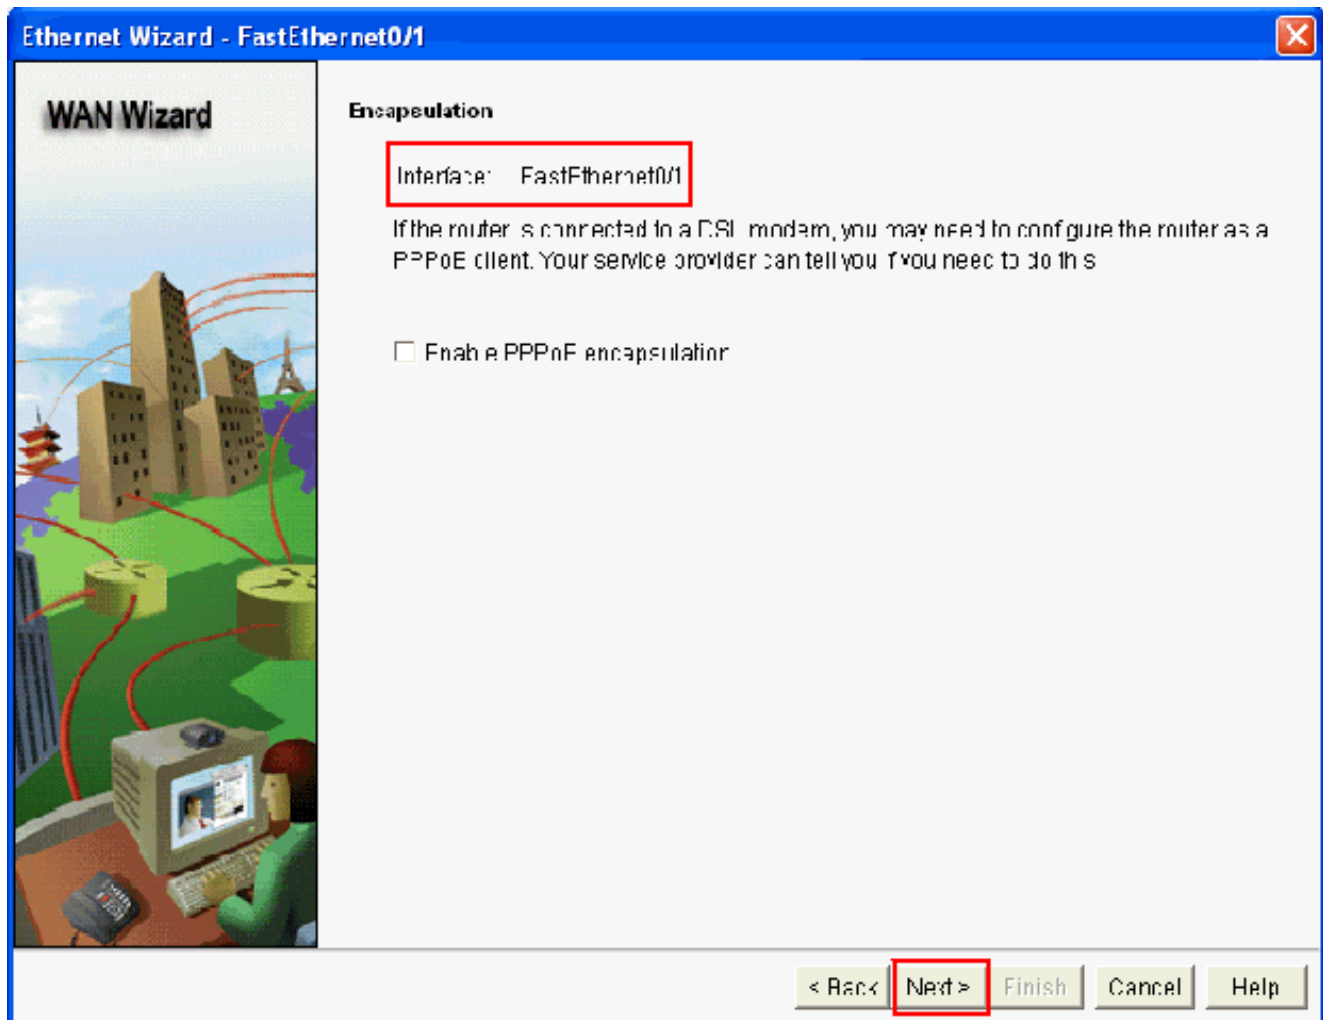 Ethernet Wizard - FastEthernet0/1
WAN Wizard
Encapsulation
Interface: FastEthernet0/1
If the router is connected to a DSL modem, you may need to configure the router as a
PPPoE client. Your service provider can tell you if you need to do this
Enable PPPoE encapsulation
< Back Next > Finish Cancel Help